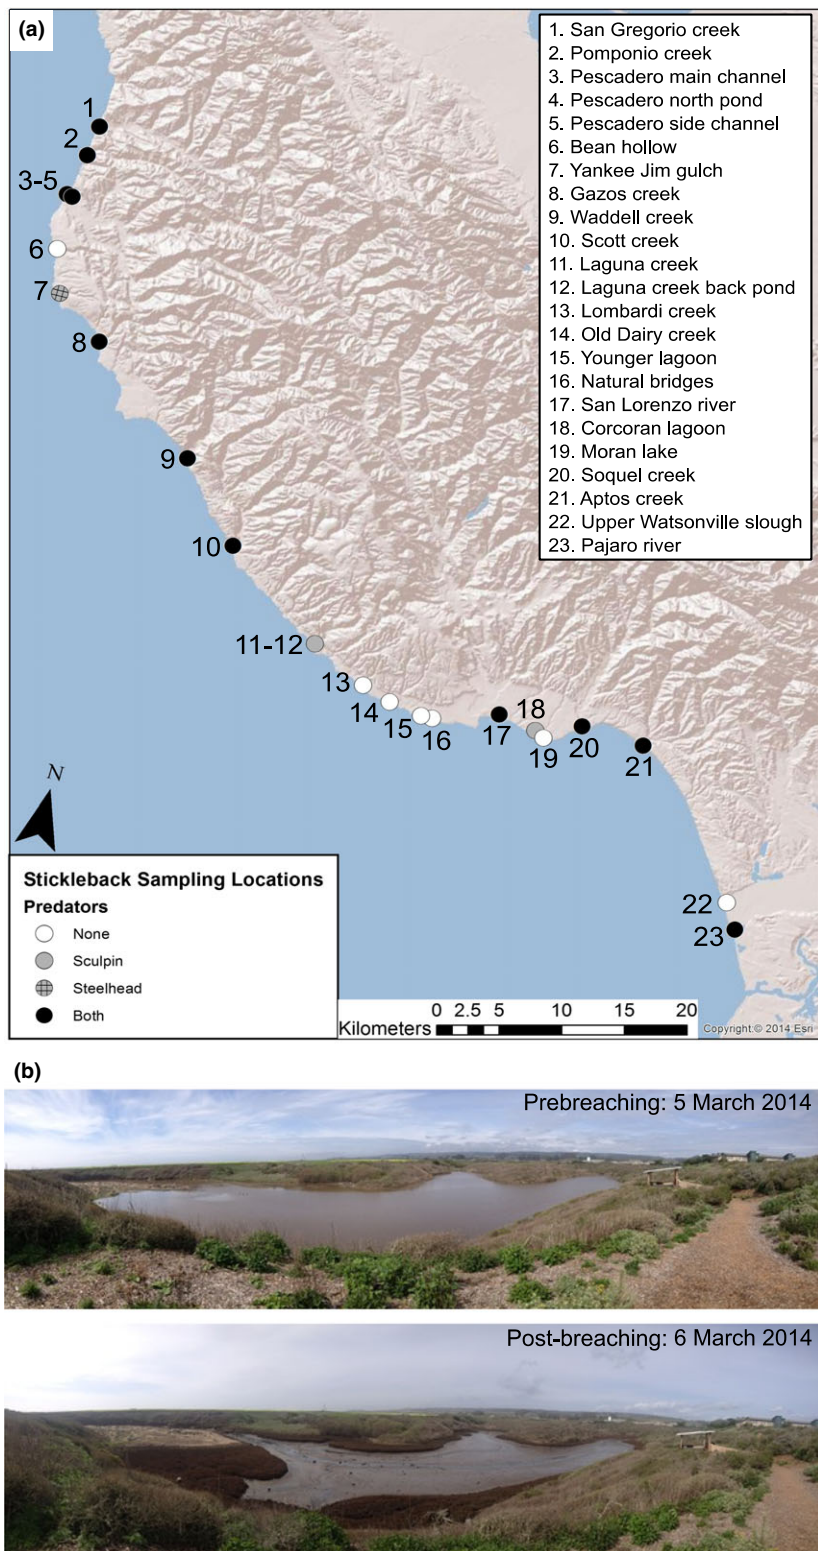 (a)
1. San Gregorio creek
2. Pomponio creek
3. Pescadero main channel
4. Pescadero north pond
5. Pescadero side channel
6. Bean hollow
7. Yankee Jim gulch
8. Gazos creek
9. Waddell creek
10. Scott creek
11. Laguna creek
12. Laguna creek back pond
13. Lombardi creek
14. Old Dairy creek
15. Younger lagoon
16. Natural bridges
17. San Lorenzo river
18. Corcoran lagoon
19. Moran lake
20. Soquel creek
21. Aptos creek
22. Upper Watsonville slough
23. Pajaro river
1
2
3-5
6
7
8
9
10
11-12
13
14
15
16
17
18
19
20
21
22
23
N
Stickleback Sampling Locations
Predators
None
Sculpin
Steelhead
Both
0 2.5 5 10 15 20
Kilometers
Copyright:© 2014 Esri
(b)
Prebreaching: 5 March 2014
Post-breaching: 6 March 2014